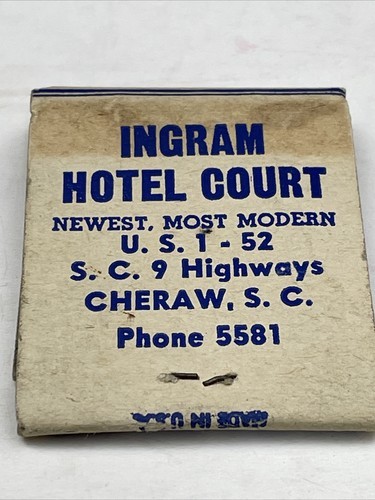 INGRAM
HOTEL COURT
NEWEST, MOST MODERN
U. S. 1 - 52
S. C. 9 Highways
CHERAW, S. C.
Phone 5581
MADE IN U.S.A.